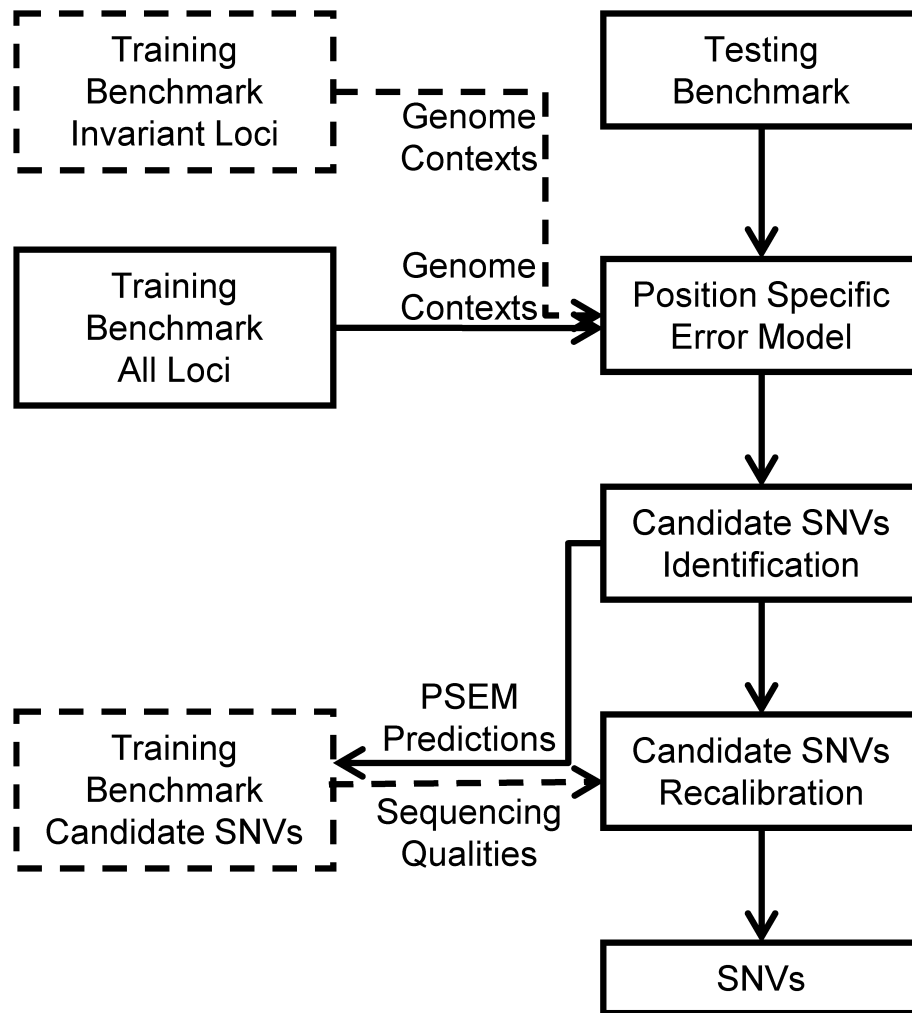 Training
Benchmark
Invariant Loci
Testing
Benchmark
Genome
Contexts
Training
Benchmark
All Loci
Genome
Contexts
Position Specific
Error Model
Candidate SNVs
Identification
PSEM
Predictions
Training
Benchmark
Candidate SNVs
Sequencing
Qualities
Candidate SNVs
Recalibration
SNVs